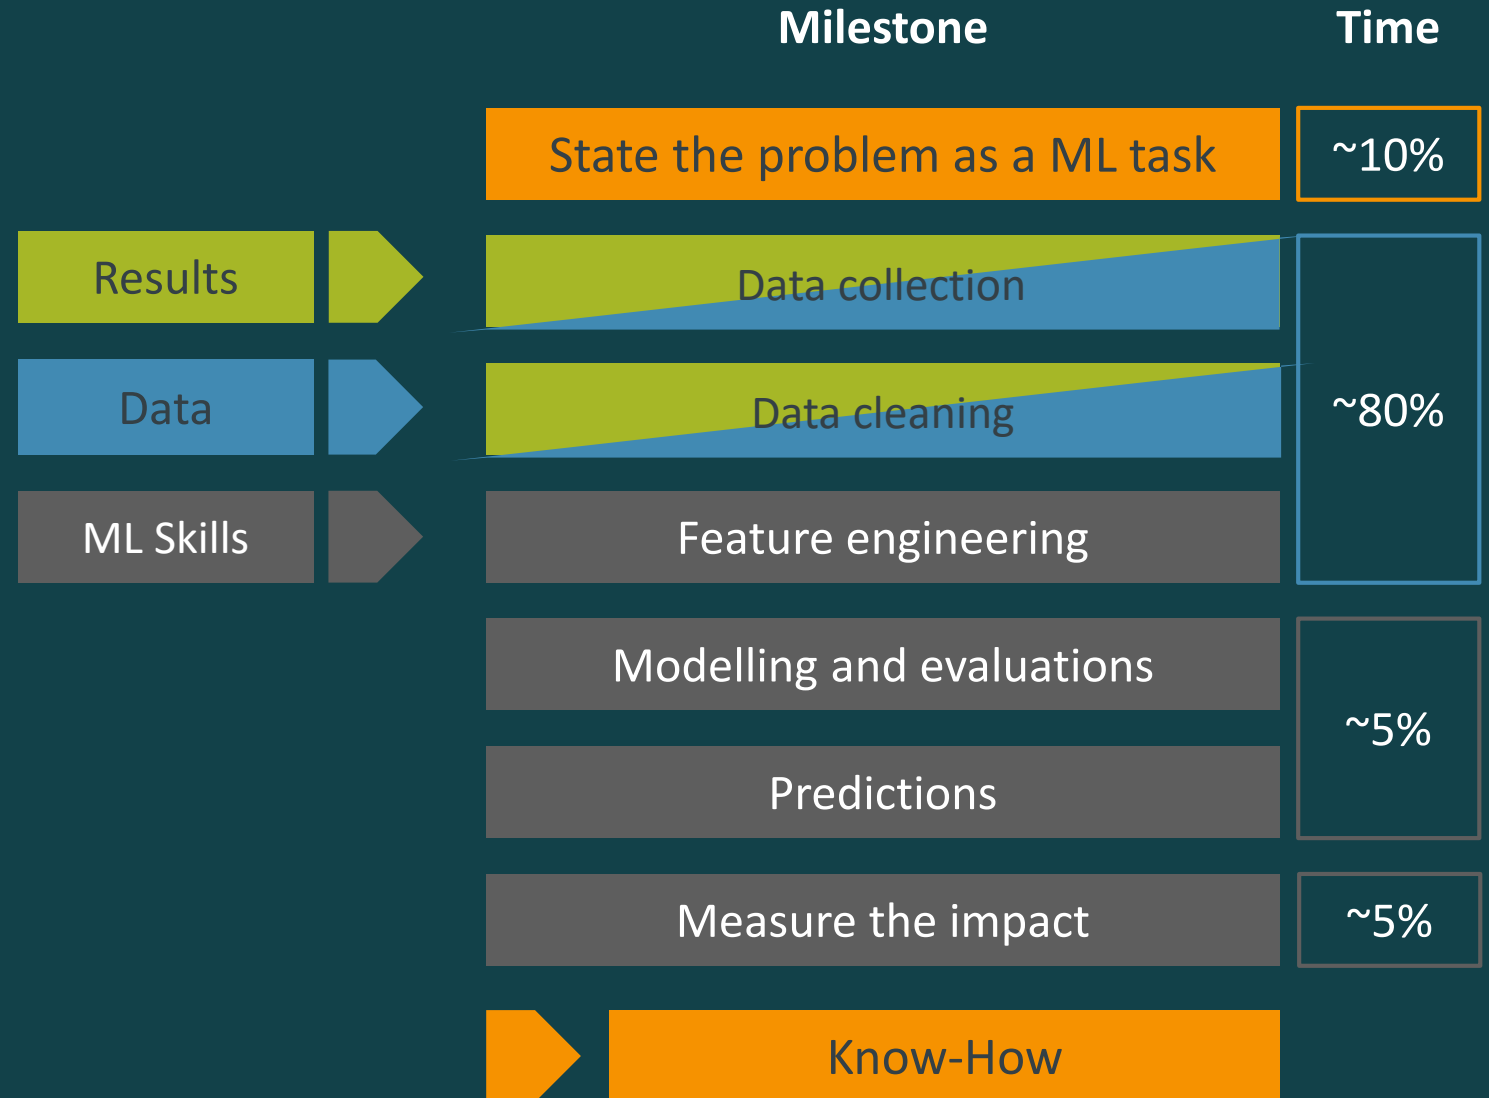 Milestone
Time
State the problem as a ML task
~10%
Results
Data collection
Data
Data cleaning
~80%
ML Skills
Feature engineering
Modelling and evaluations
~5%
Predictions
Measure the impact
~5%
Know-How